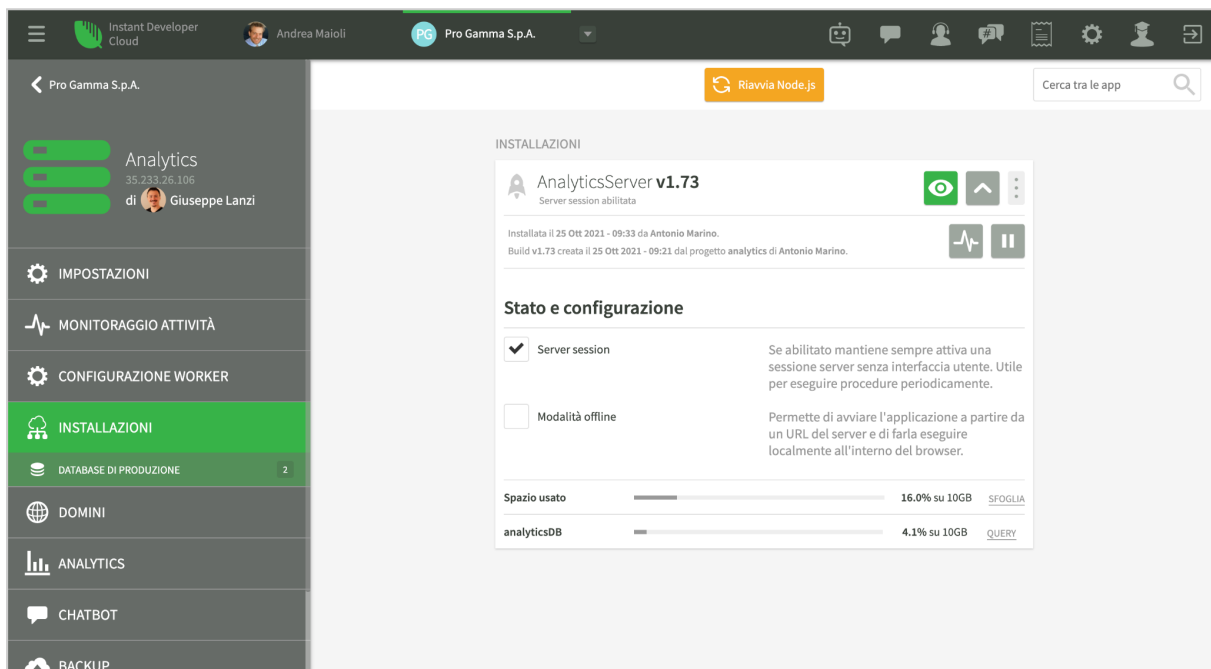 Instant Developer
Cloud
Andrea Maioli
PG Pro Gamma S.p.A.
Pro Gamma S.p.A.
Riavvia Node.js
Cerca tra le app
Analytics
35.233.26.106
di Giuseppe Lanzi
IMPOSTAZIONI
MONITORAGGIO ATTIVITÀ
CONFIGURAZIONE WORKER
INSTALLAZIONI
DATABASE DI PRODUZIONE 2
DOMINI
ANALYTICS
CHATBOT
BACKUP
INSTALLAZIONI
AnalyticsServer v1.73
Server session abilitata
Installata il 25 Ott 2021 - 09:33 da Antonio Marino.
Build v1.73 creata il 25 Ott 2021 - 09:21 dal progetto analytics di Antonio Marino.
Stato e configurazione
Server session
Se abilitato mantiene sempre attiva una
sessione server senza interfaccia utente. Utile
per eseguire procedure periodicamente.
Modalità offline
Permette di avviare l'applicazione a partire da
un URL del server e di farla eseguire
localmente all'interno del browser.
Spazio usato 16.0% su 10GB SFOGLIA
analyticsDB 4.1% su 10GB QUERY